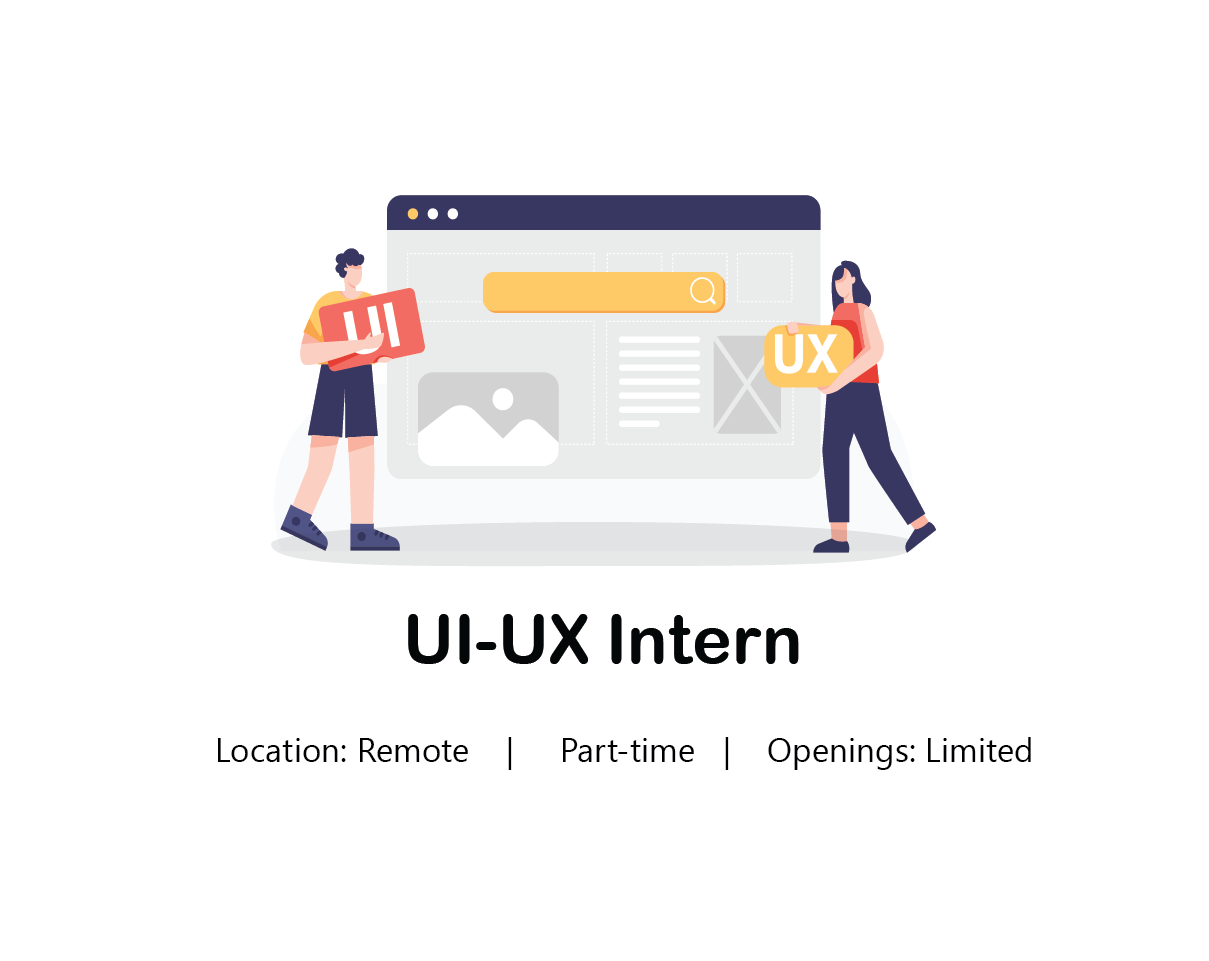 UI
UX
UI-UX Intern
Location: Remote | Part-time | Openings: Limited